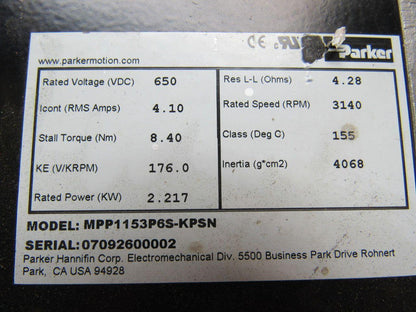 Parker
www.parkermotion.com
Rated Voltage (VDC) 650 Res L-L (Ohms) 4.28
Icont (RMS Amps) 4.10 Rated Speed (RPM) 3140
Stall Torque (Nm) 8.40 Class (Deg C) 155
KE (V/KRPM) 176.0 Inertia (g*cm2) 4068
Rated Power (KW) 2.217
MODEL: MPP1153P6S-KPSN
SERIAL: 07092600002
Parker Hannifin Corp. Electromechanical Div. 5500 Business Park Drive Rohnert
Park, CA USA 94928